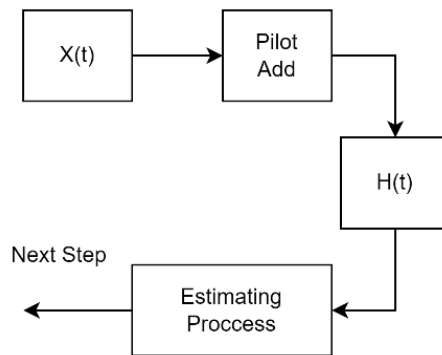 X(t)
Pilot
Add
H(t)
Next Step
Estimating
Proccess